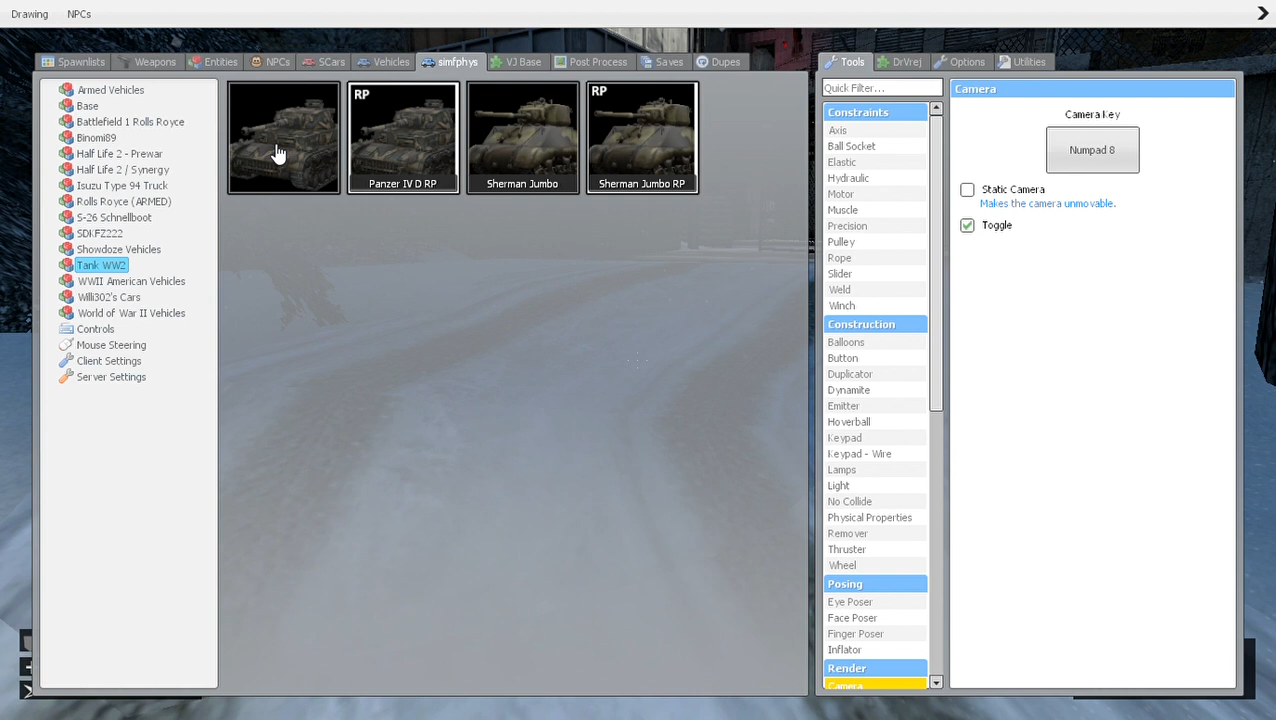 Drawing NPCs
Spawnlists Weapons Entities NPCs SCars Vehicles simfphys VJ Base Post Process Saves Dupes
Armed Vehicles
Base
Battlefield 1 Rolls Royce
Binomi89
Half Life 2 - Prewar
Half Life 2 / Synergy
Isuzu Type 94 Truck
Rolls Royce (ARMED)
S-26 Schnellboot
SDKFZ222
Showdoze Vehicles
Tank WW2
WWII American Vehicles
Willi302's Cars
World of War II Vehicles
Controls
Mouse Steering
Client Settings
Server Settings
RP
Panzer IV D RP
Sherman Jumbo
RP
Sherman Jumbo RP
Tools DrVrej Options Utilities
Quick Filter...
Constraints
Axis
Ball Socket
Elastic
Hydraulic
Motor
Muscle
Precision
Pulley
Rope
Slider
Weld
Winch
Construction
Balloons
Button
Duplicator
Dynamite
Emitter
Hoverball
Keypad
Keypad - Wire
Lamps
Light
No Collide
Physical Properties
Remover
Thruster
Wheel
Posing
Eye Poser
Face Poser
Finger Poser
Inflator
Render
Camera
Camera
Camera Key
Numpad 8
Static Camera
Makes the camera unmovable.
Toggle